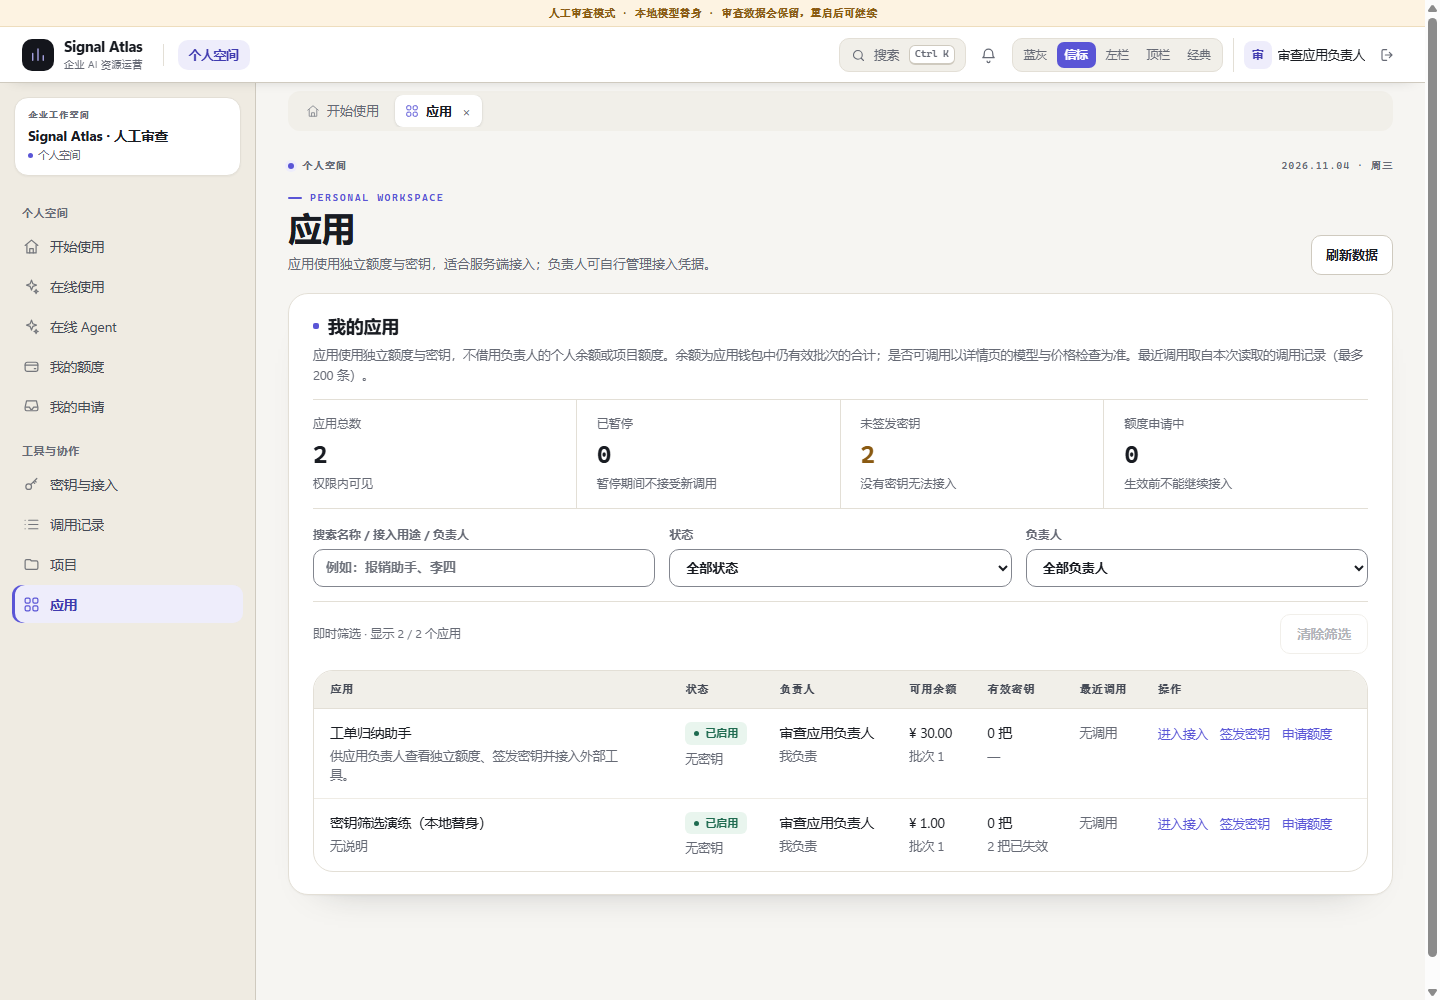 人工审查模式 · 本地模型替身 · 审查数据会保留，重启后可继续
Signal Atlas
企业 AI 资源运营
个人空间
搜索 Ctrl K
蓝灰 信标 左栏 顶栏 经典
审 审查应用负责人
企业工作空间
Signal Atlas · 人工审查
个人空间
个人空间
开始使用
在线使用
在线 Agent
我的额度
我的申请
工具与协作
密钥与接入
调用记录
项目
应用
开始使用 应用 ×
个人空间
2026.11.04 · 周三
PERSONAL WORKSPACE
应用
应用使用独立额度与密钥，适合服务端接入；负责人可自行管理接入凭据。
刷新数据
我的应用
应用使用独立额度与密钥，不借用负责人的个人余额或项目额度。余额为应用钱包中仍有效批次的合计；是否可调用以详情页的模型与价格检查为准。最近调用取自本次读取的调用记录（最多
200 条）。
应用总数 已暂停 未签发密钥 额度申请中
2 0 2 0
权限内可见 暂停期间不接受新调用 没有密钥无法接入 生效前不能继续接入
搜索名称 / 接入用途 / 负责人 状态 负责人
例如：报销助手、李四 全部状态 全部负责人
即时筛选 · 显示 2 / 2 个应用
清除筛选
应用 状态 负责人 可用余额 有效密钥 最近调用 操作
工单归纳助手 已启用 审查应用负责人 ¥ 30.00 0 把 无调用 进入接入 签发密钥 申请额度
供应用负责人查看独立额度、签发密钥并接入外部工 无密钥 我负责 批次 1 —
具。
密钥筛选演练（本地替身） 已启用 审查应用负责人 ¥ 1.00 0 把 无调用 进入接入 签发密钥 申请额度
无说明 无密钥 我负责 批次 1 2 把已失效